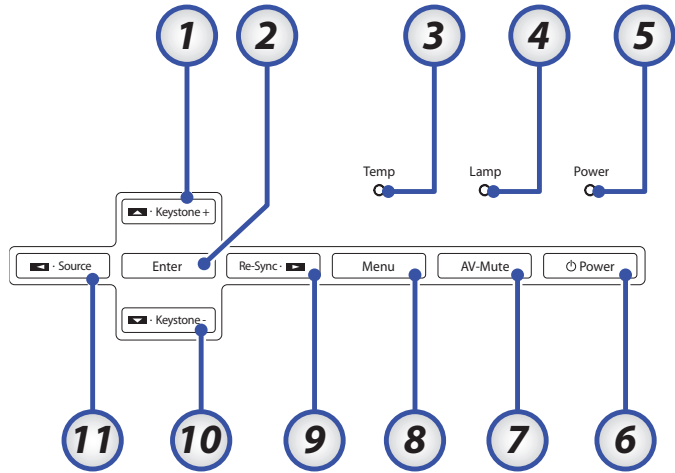 1 2 3 4 5
Temp Lamp Power
· Keystone +
· Source Enter Re-Sync · Menu AV-Mute Power
· Keystone -
11 10 9 8 7 6